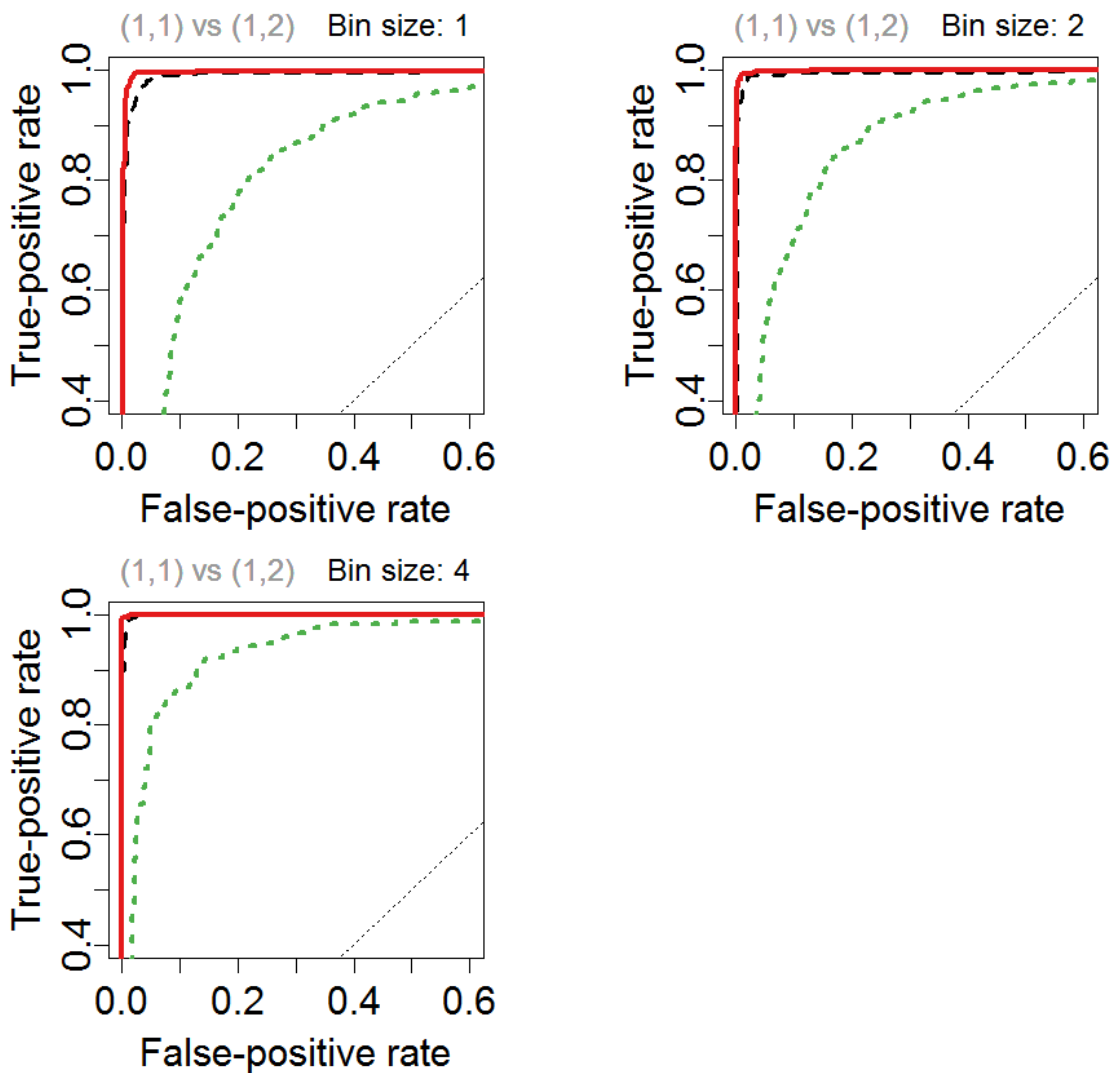 (1,1) vs (1,2) Bin size: 1
True-positive rate
1.0
0.8
0.6
0.4
0.0 0.2 0.4 0.6
False-positive rate
(1,1) vs (1,2) Bin size: 2
True-positive rate
1.0
0.8
0.6
0.4
0.0 0.2 0.4 0.6
False-positive rate
(1,1) vs (1,2) Bin size: 4
True-positive rate
1.0
0.8
0.6
0.4
0.0 0.2 0.4 0.6
False-positive rate